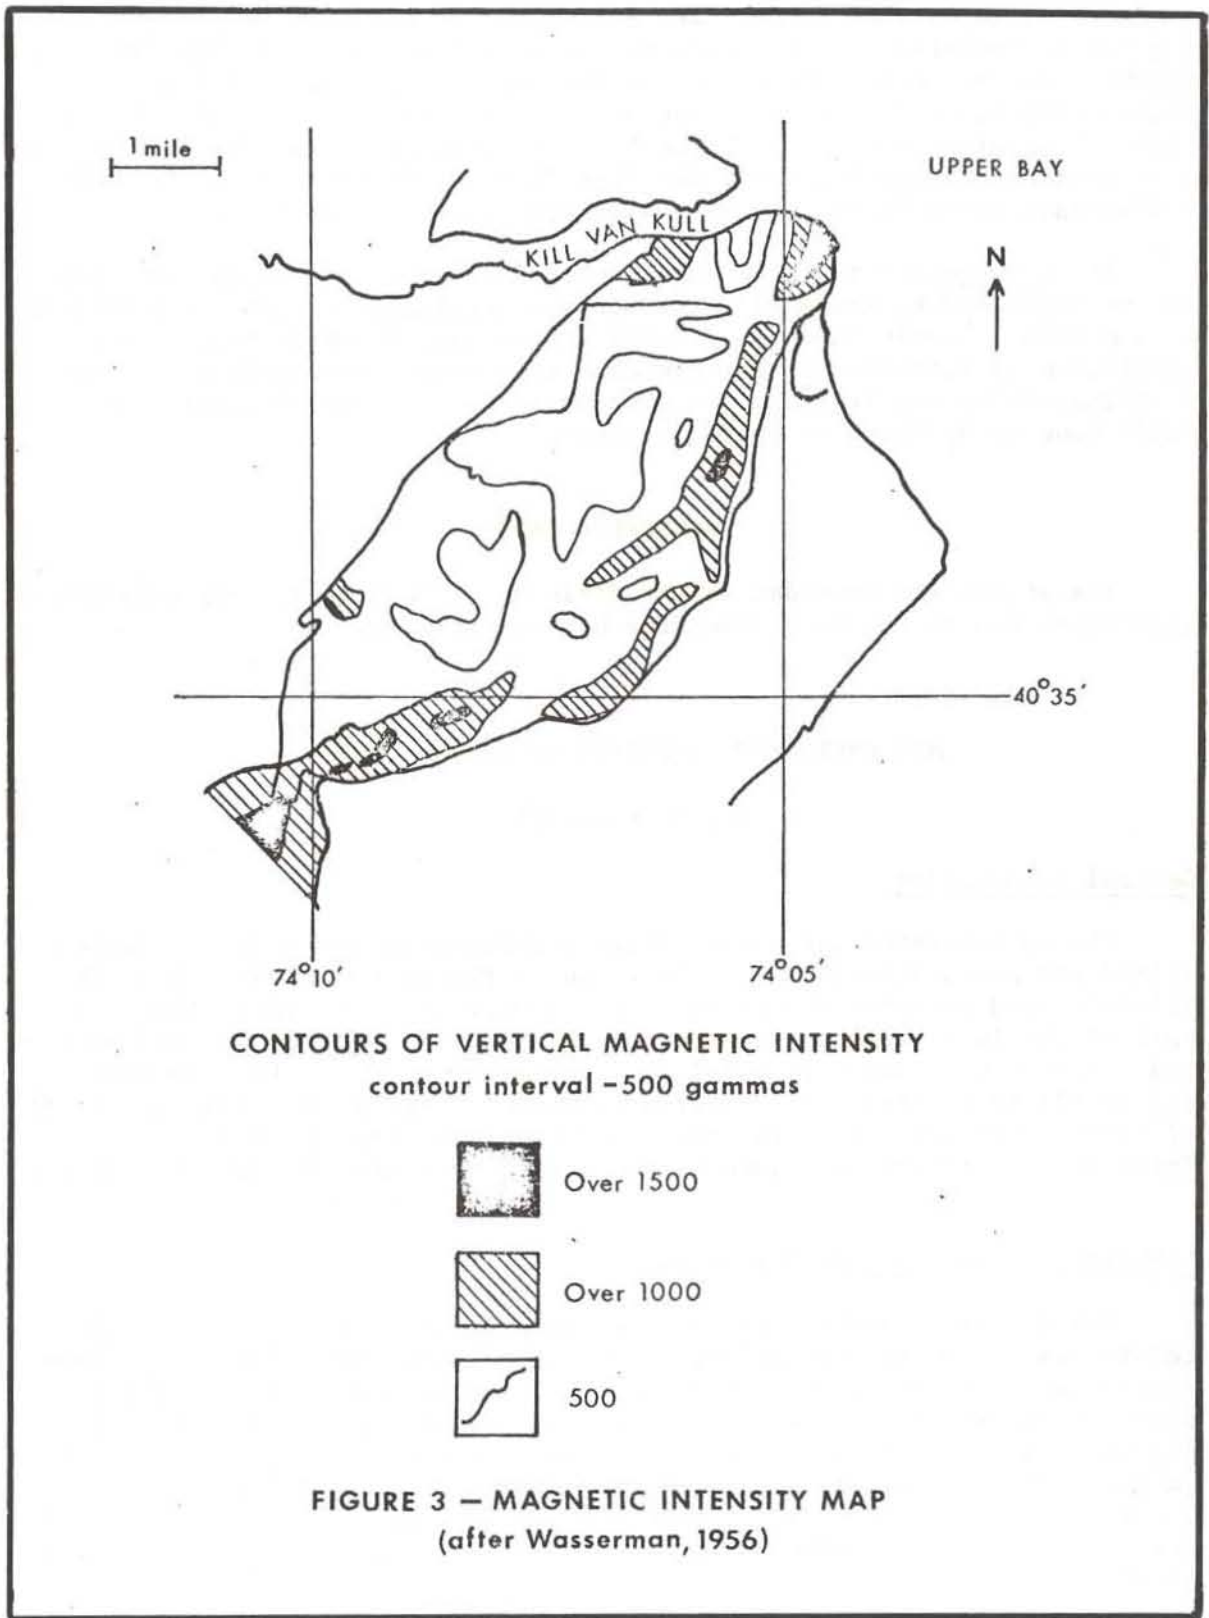 1 mile
UPPER BAY
KILL VAN KULL
N
40°35'
74°10'
74°05'
CONTOURS OF VERTICAL MAGNETIC INTENSITY
contour interval – 500 gammas
Over 1500
Over 1000
500
FIGURE 3 — MAGNETIC INTENSITY MAP
(after Wasserman, 1956)